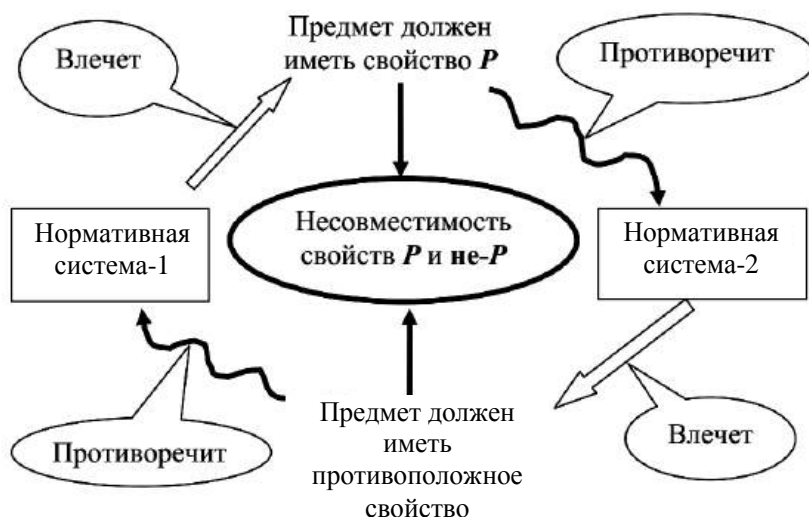 Влечет
Предмет должен
иметь свойство P
Противоречит
Нормативная
система-1
Несовместимость
свойств P и не-P
Нормативная
система-2
Противоречит
Предмет должен
иметь
противоположное
свойство
Влечет